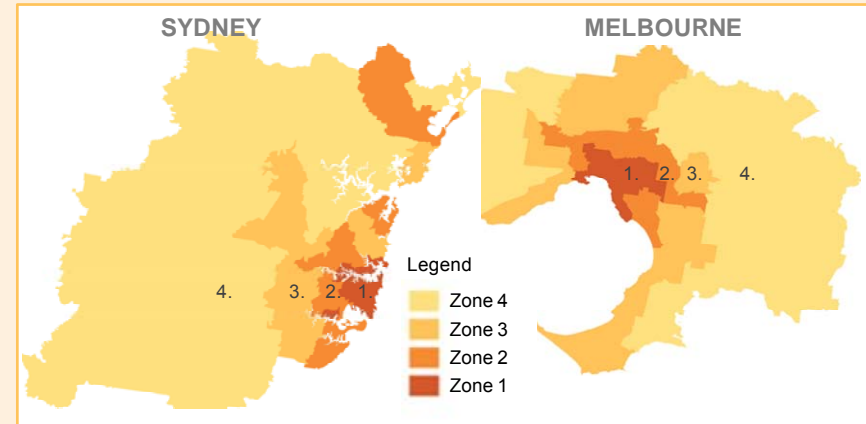 SYDNEY
MELBOURNE
1. 2. 3. 4.
4. 3. 2. 1.
Legend
Zone 4
Zone 3
Zone 2
Zone 1